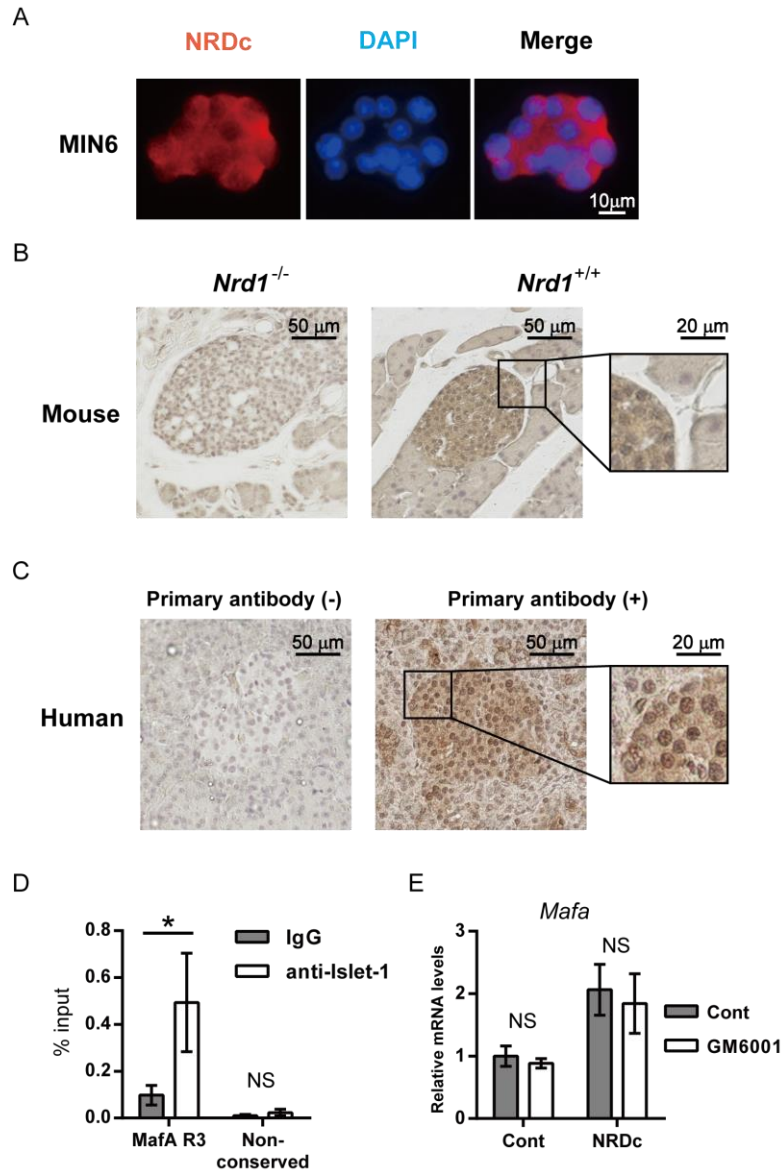 A
NRDc DAPI Merge
MIN6
10μm
B
Nrd1-/- Nrd1+/+
50 μm 50 μm 20 μm
Mouse
C
Primary antibody (-) Primary antibody (+)
50 μm 50 μm 20 μm
Human
D
% input
0.8
0.6
0.4
0.2
0.0
*
NS
IgG
anti-Islet-1
MafA R3 Non-
conserved
E
Mafa
Relative mRNA levels
3
2
1
0
NS
NS
Cont
GM6001
Cont NRDc